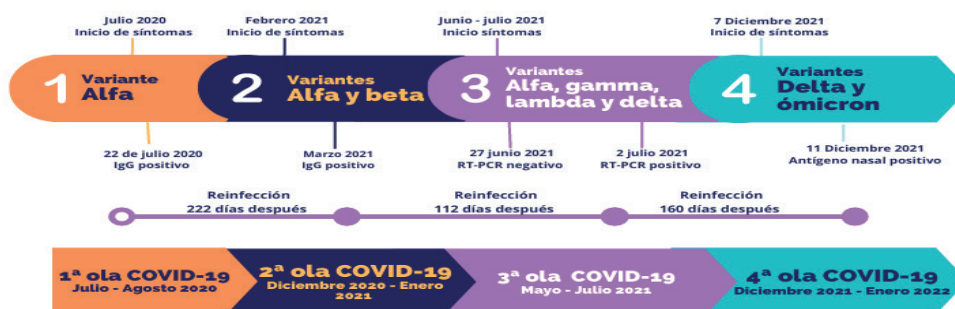 Julio 2020
Inicio de síntomas
Febrero 2021
Inicio de síntomas
Junio - julio 2021
Inicio síntomas
7 Diciembre 2021
Inicio de síntomas
1
Variante
Alfa
2
Variantes
Alfa y beta
3
Variantes
Alfa, gamma,
lambda y delta
4
Variantes
Delta y
ómicron
22 de julio 2020
IgG positivo
Marzo 2021
IgG positivo
27 junio 2021
RT-PCR negativo
2 julio 2021
RT-PCR positivo
11 Diciembre 2021
Antígeno nasal positivo
Reinfección
222 días después
Reinfección
112 días después
Reinfección
160 días después
1ª ola COVID-19
Julio - Agosto 2020
2ª ola COVID-19
Diciembre 2020 - Enero
2021
3ª ola COVID-19
Mayo - Julio 2021
4ª ola COVID-19
Diciembre 2021 - Enero 2022